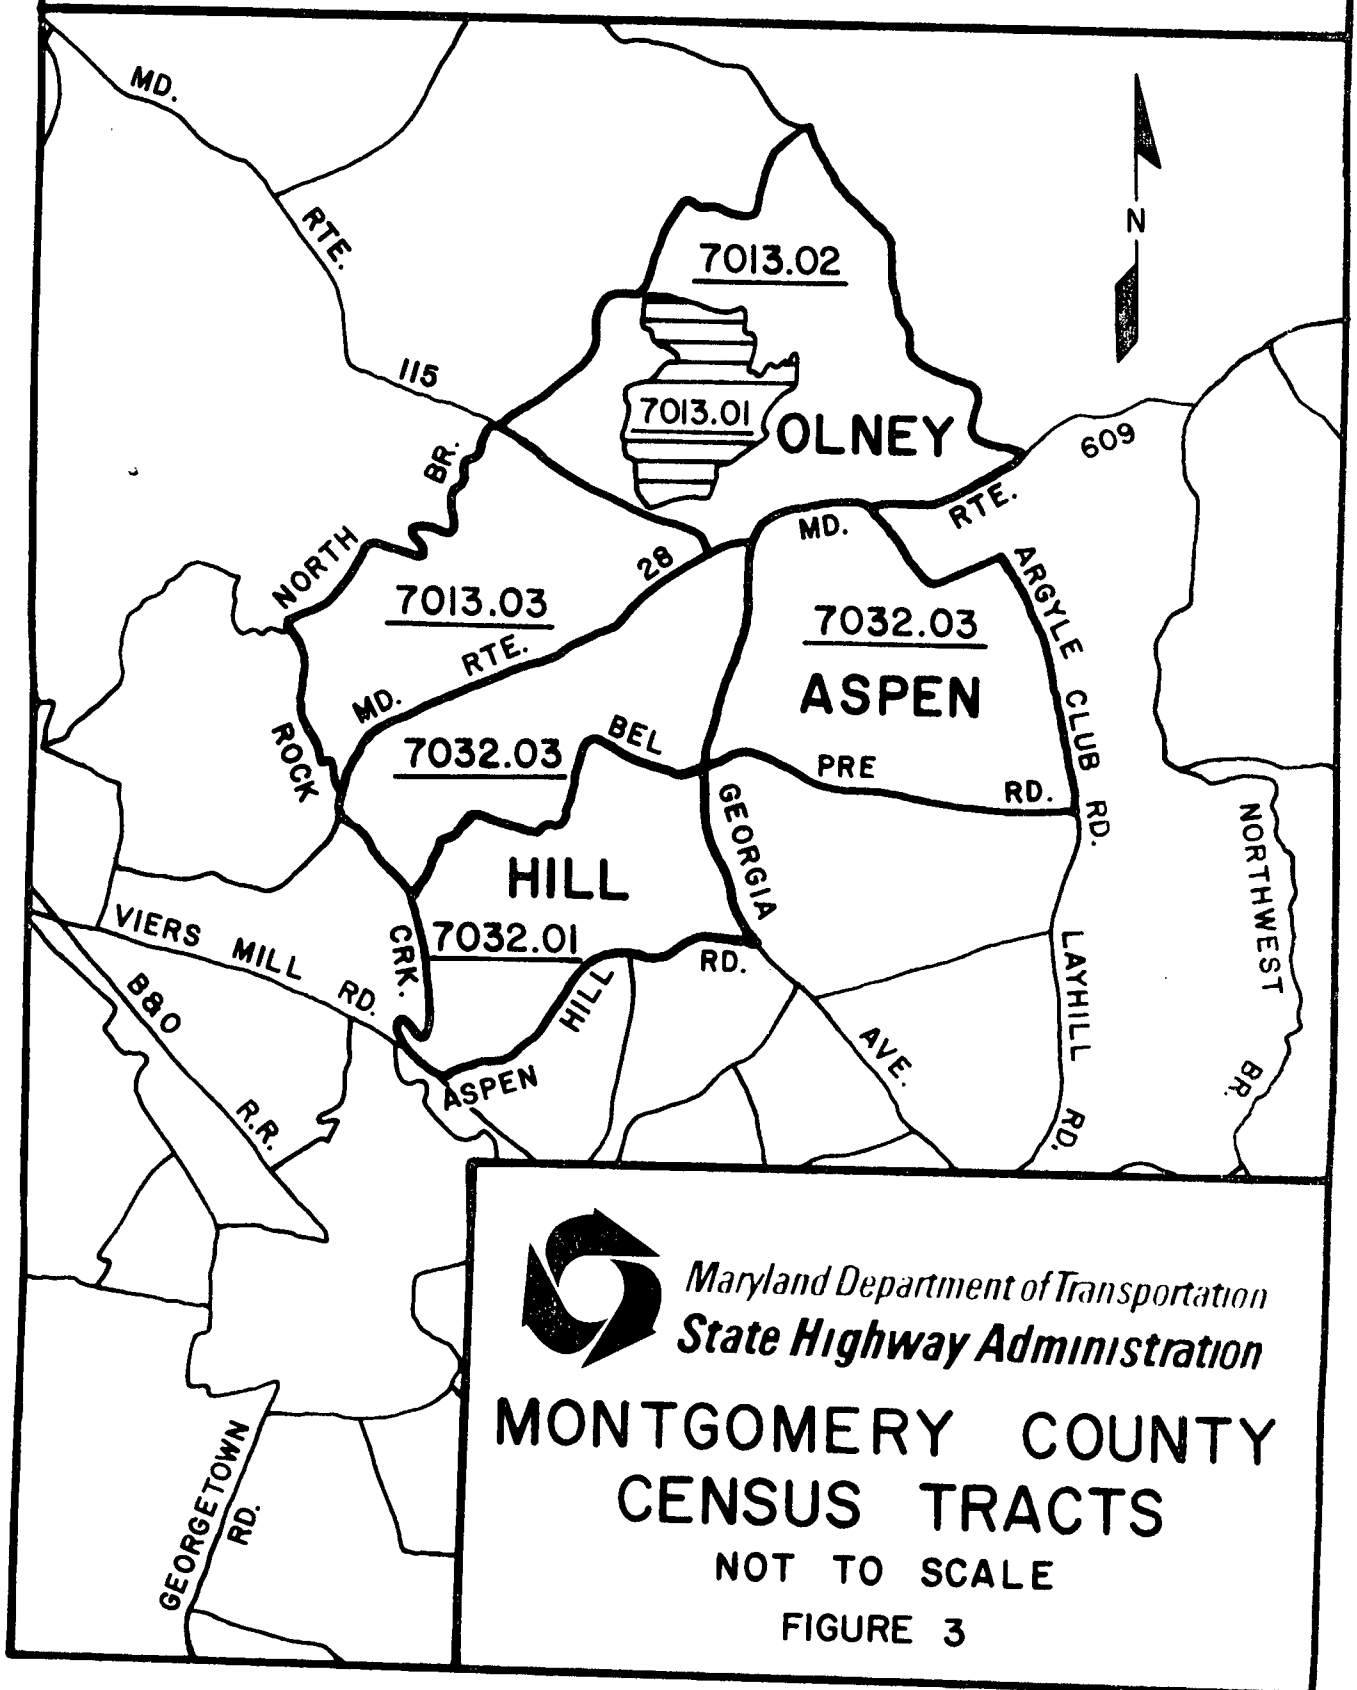 MD.
RTE.
115
N
7013.02
7013.01
OLNEY
609
MD. RTE.
NORTH BR.
28
7013.03
MD. RTE.
7032.03
ASPEN
ARGYLE CLUB RD.
ROCK CRK.
7032.03
BEL PRE RD.
GEORGIA AVE.
HILL
7032.01
VIERS MILL RD.
B&O R.R.
ASPEN HILL RD.
LAYHILL RD.
NORTHWEST BR.
GEORGETOWN RD.
Maryland Department of Transportation
State Highway Administration
MONTGOMERY COUNTY
CENSUS TRACTS
NOT TO SCALE
FIGURE 3